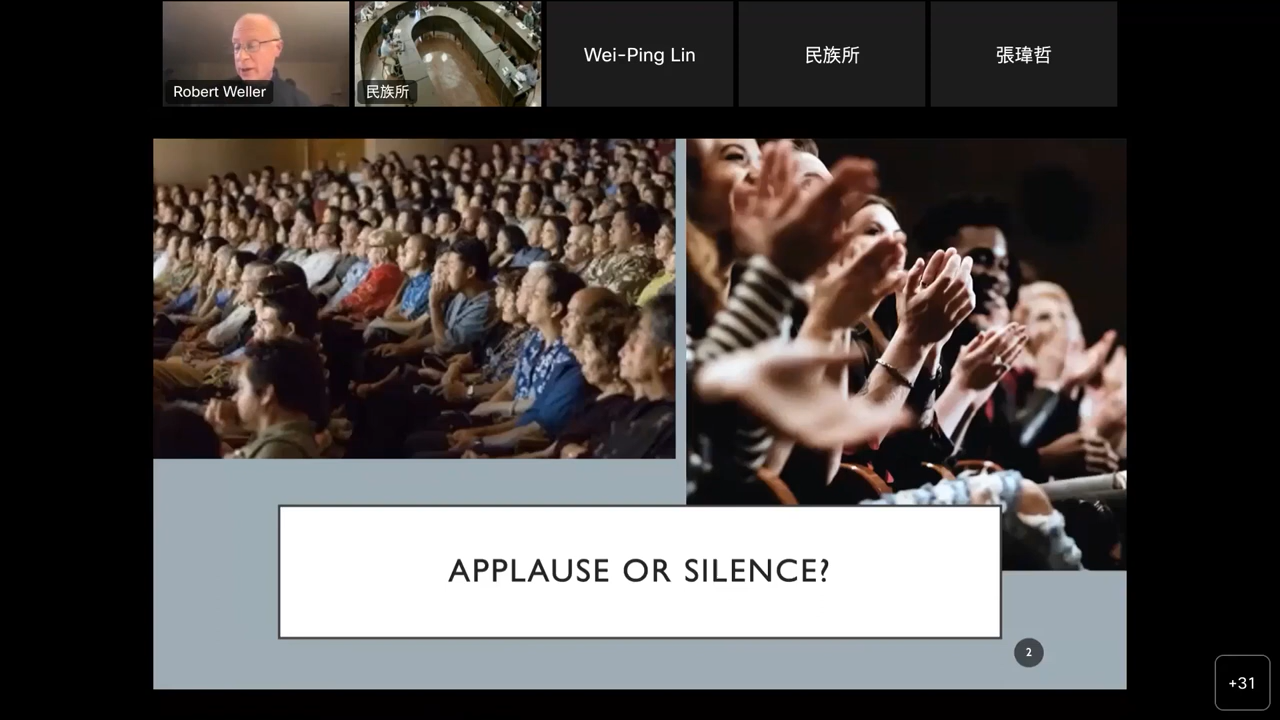 Robert Weller
民族所
Wei-Ping Lin
民族所
張瑋哲
APPLAUSE OR SILENCE?
2
+31